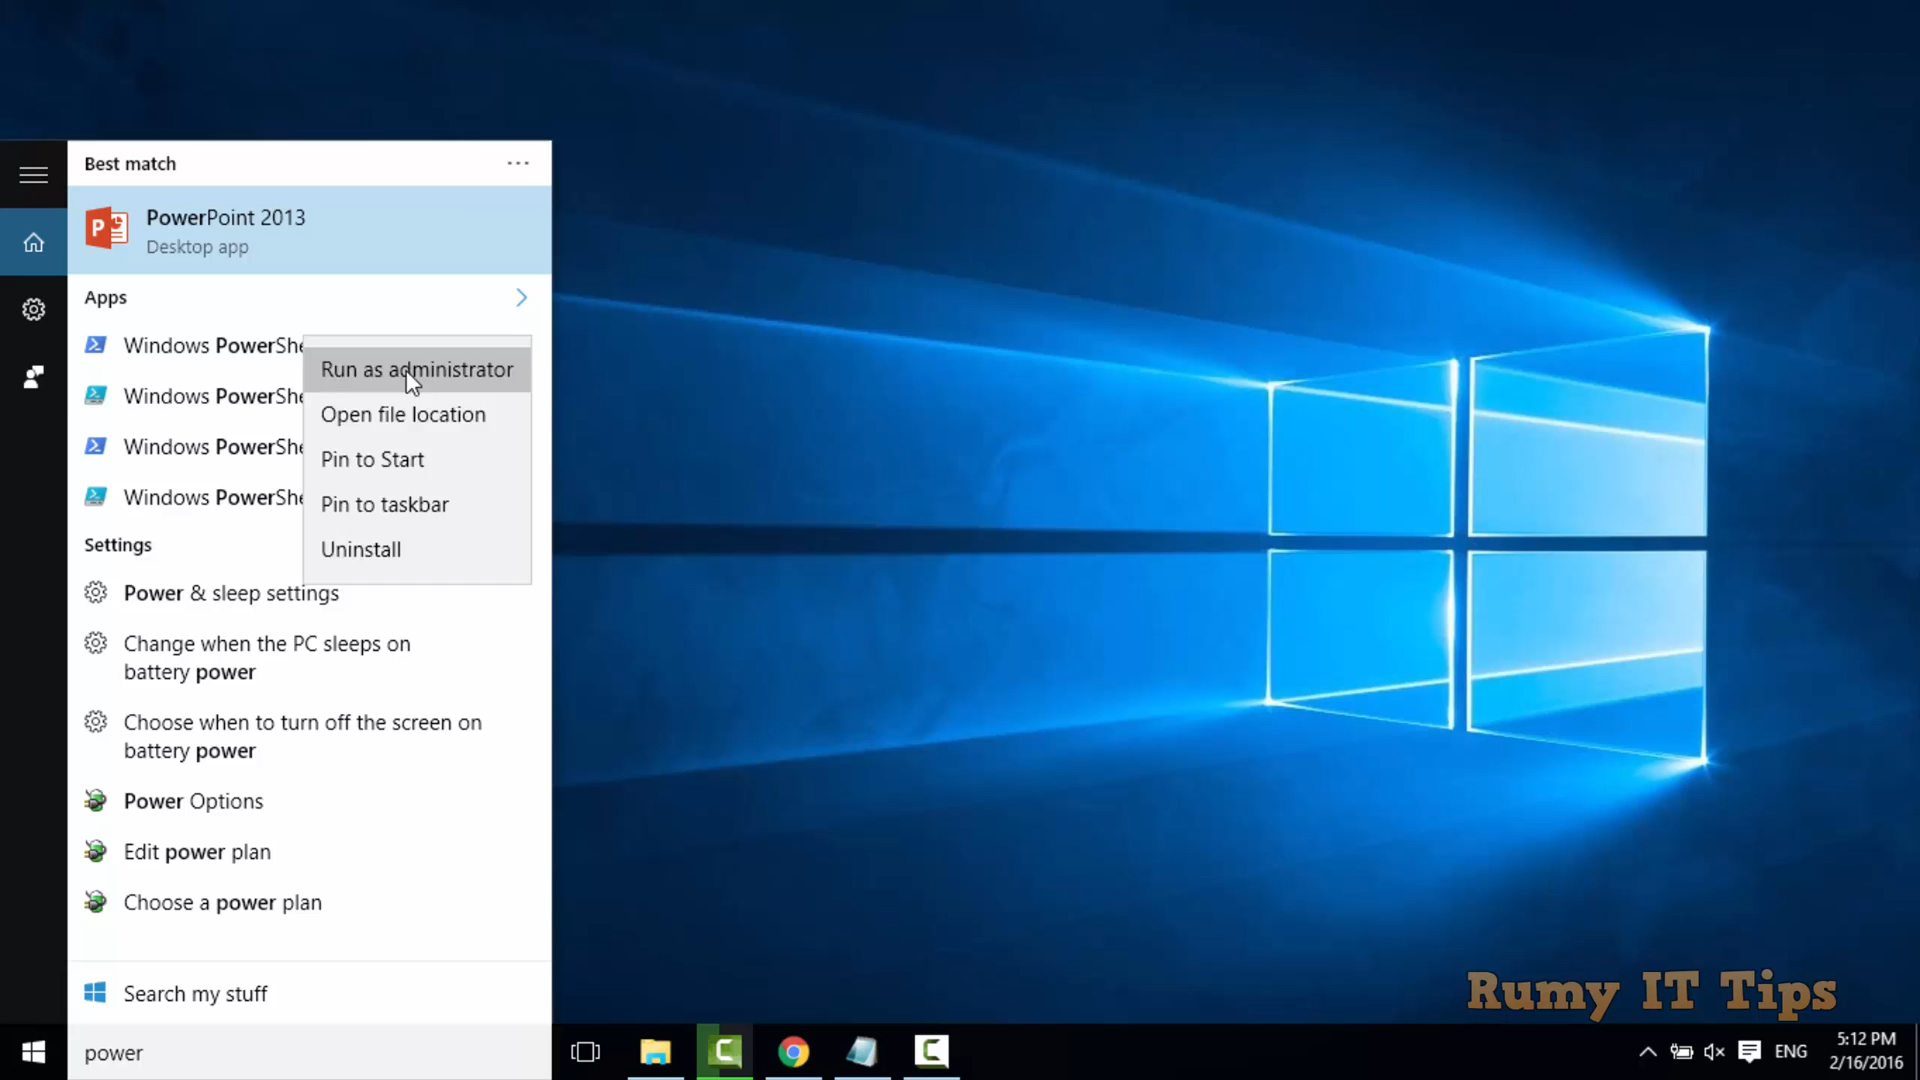 Best match
PowerPoint 2013
Desktop app
Apps
Windows PowerShe
Windows PowerShe
Windows PowerShe
Windows PowerShe
Run as administrator
Open file location
Pin to Start
Pin to taskbar
Uninstall
Settings
Power & sleep settings
Change when the PC sleeps on
battery power
Choose when to turn off the screen on
battery power
Power Options
Edit power plan
Choose a power plan
Search my stuff
power
Rumy IT Tips
ENG
5:12 PM
2/16/2016